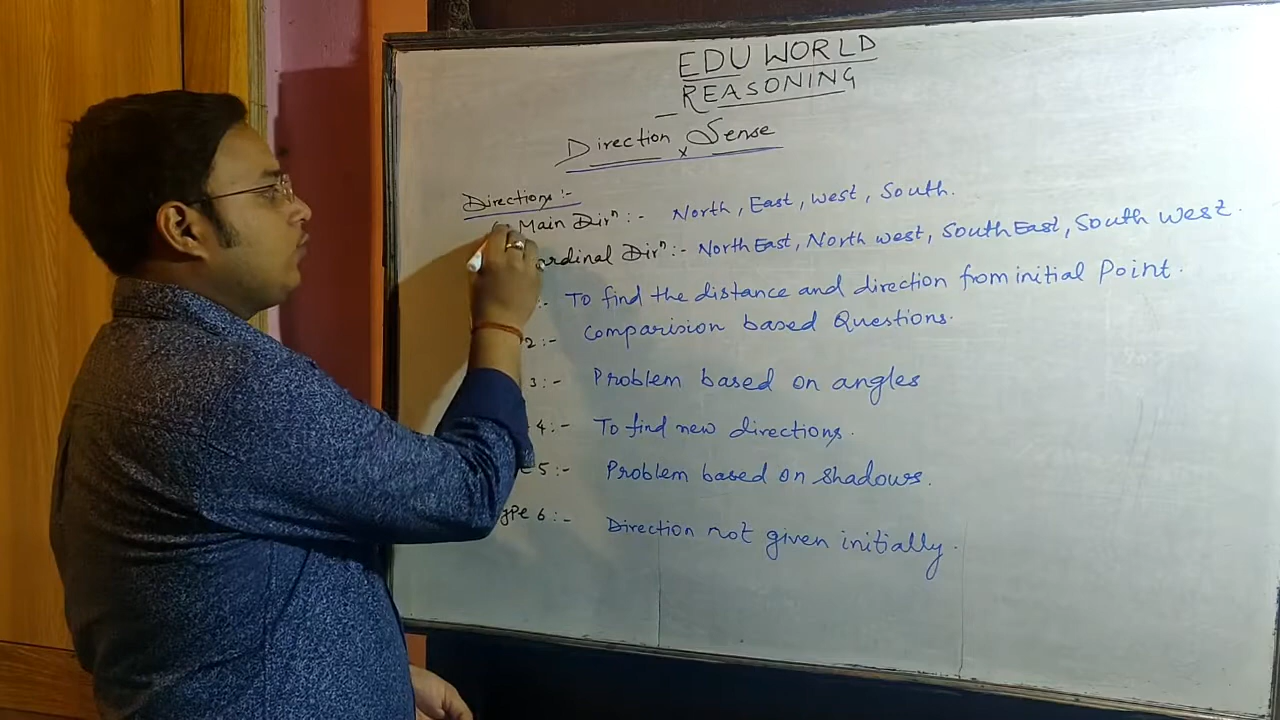 EDU WORLD
REASONING
Direction Sense
Directions :-
Main Dirⁿ :- North, East, West, South.
Dirⁿ :- North East, North west, South East, South West.
:- To find the distance and direction from initial Point.
2 :- Comparision based Questions.
3 :- Problem based on angles
4 :- To find new directions.
5 :- Problem based on shadows.
6 :- Direction not given initially.